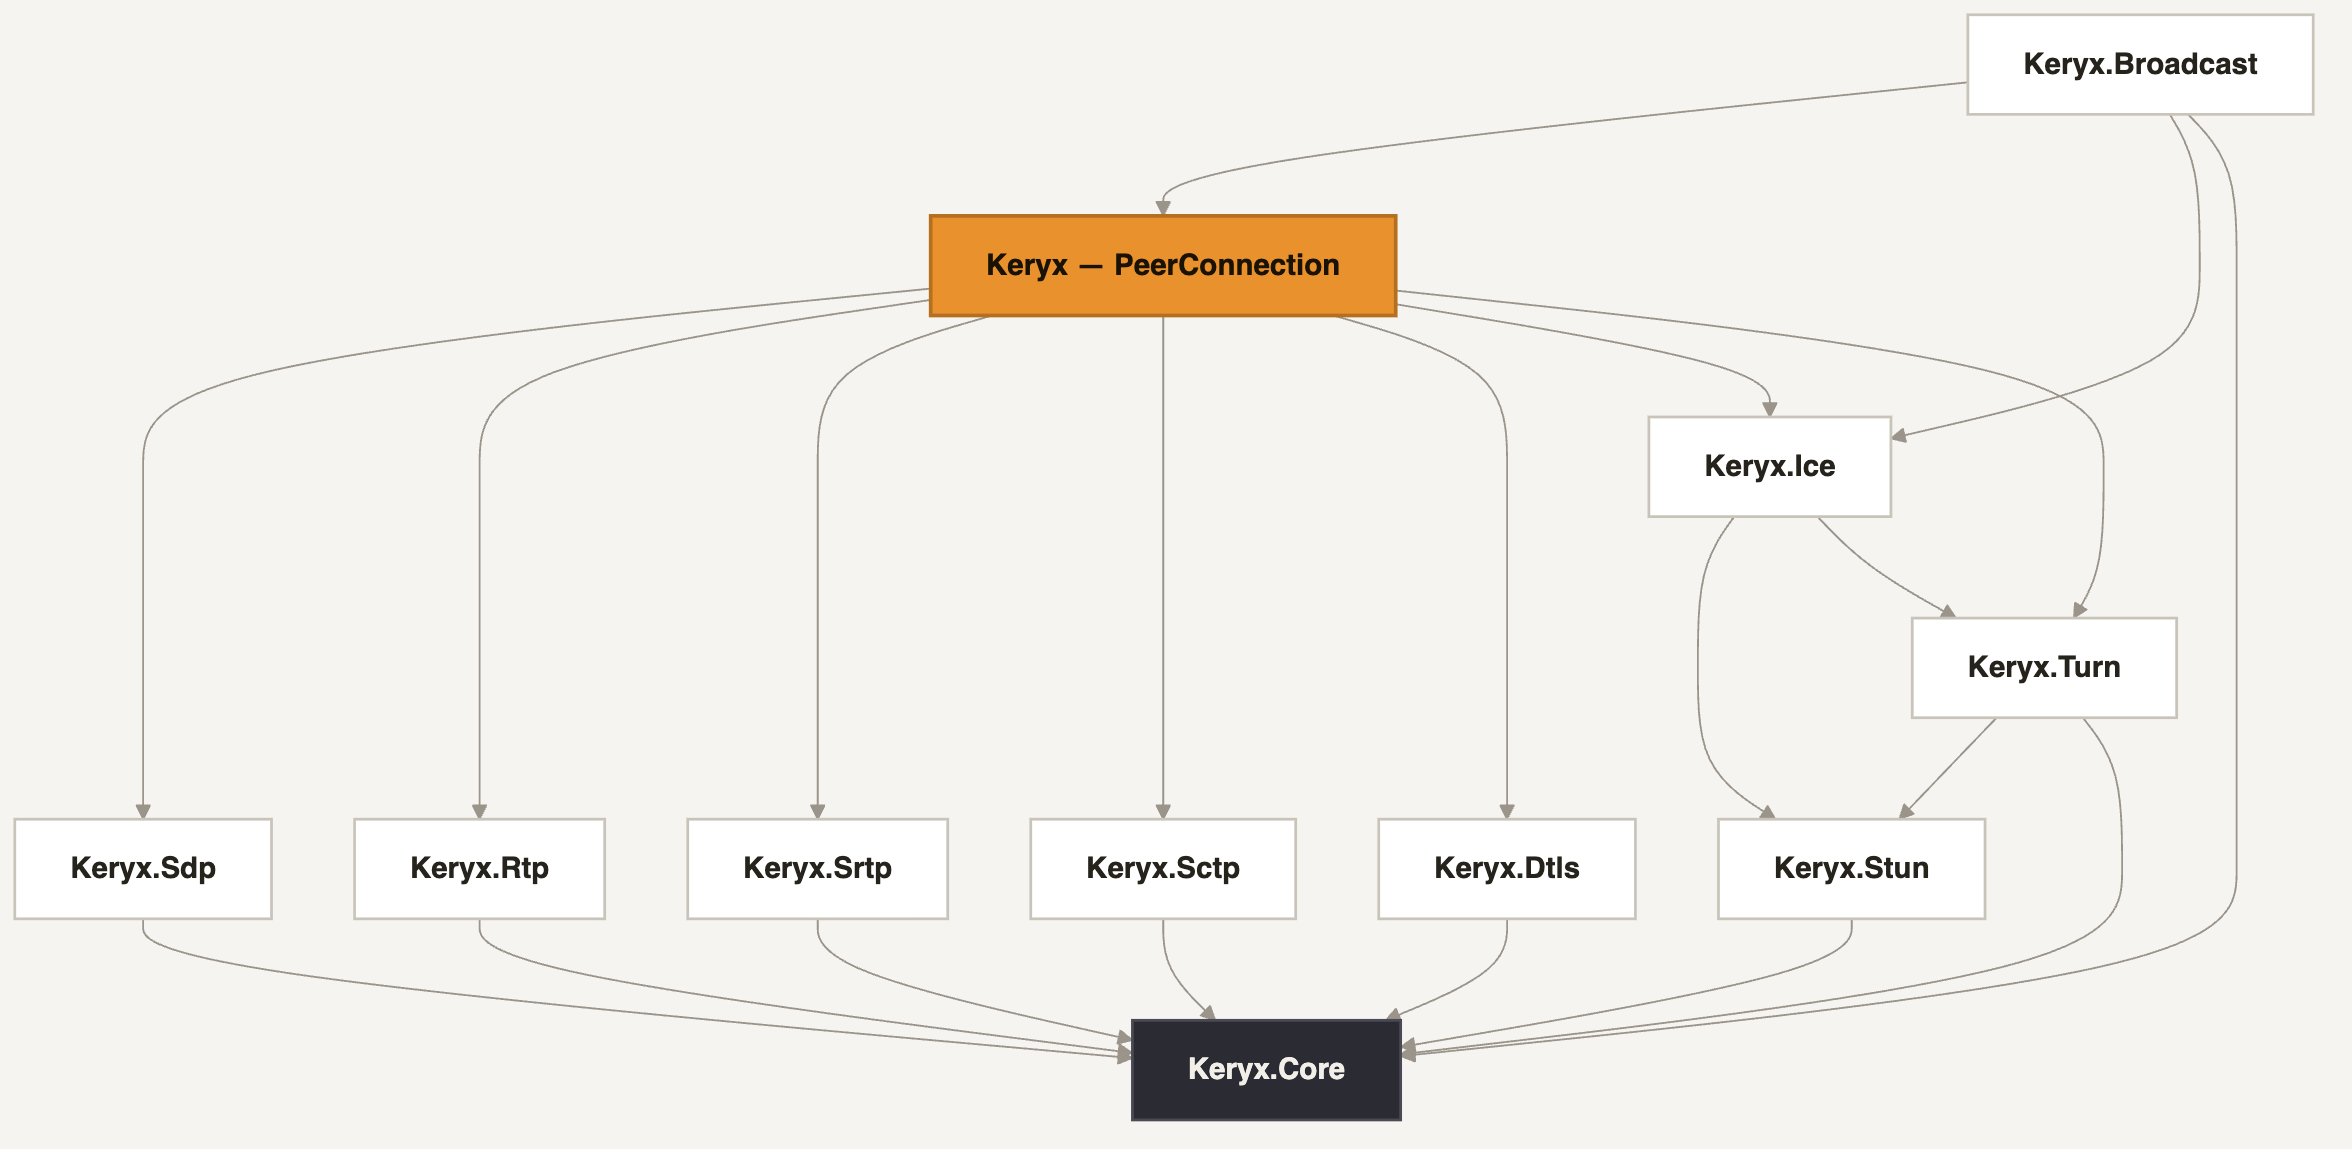 Keryx.Broadcast
Keryx — PeerConnection
Keryx.Ice
Keryx.Turn
Keryx.Sdp
Keryx.Rtp
Keryx.Srtp
Keryx.Sctp
Keryx.Dtls
Keryx.Stun
Keryx.Core